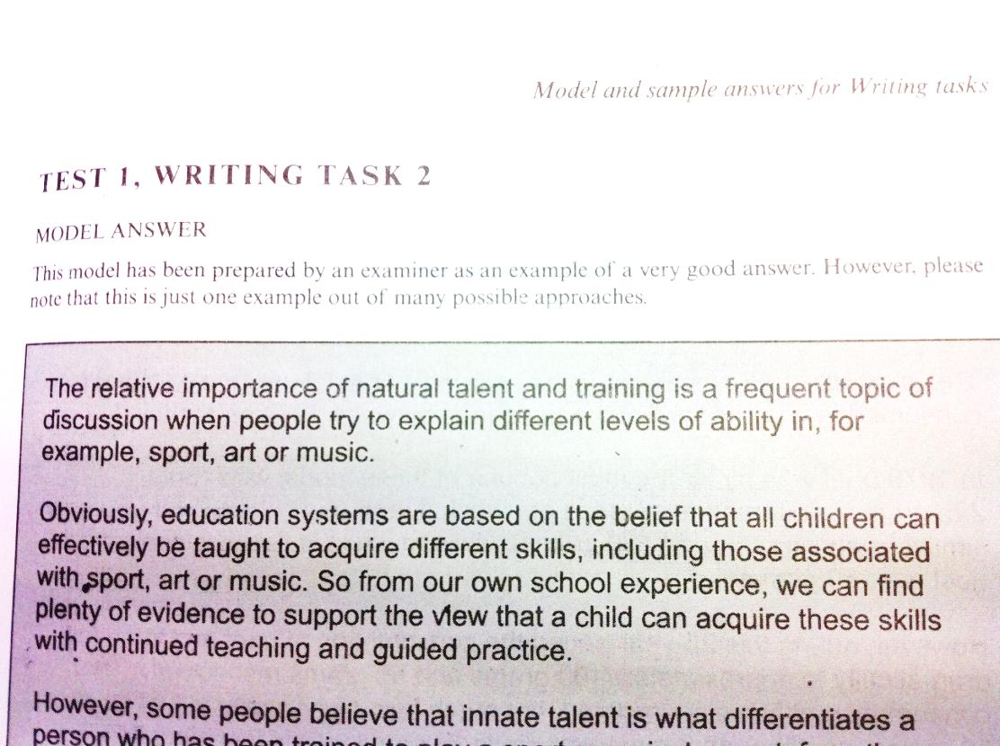 Model and sample answers for Writing tasks
TEST 1, WRITING TASK 2
MODEL ANSWER
This model has been prepared by an examiner as an example of a very good answer. However, please
note that this is just one example out of many possible approaches.
The relative importance of natural talent and training is a frequent topic of
discussion when people try to explain different levels of ability in, for
example, sport, art or music.
Obviously, education systems are based on the belief that all children can
effectively be taught to acquire different skills, including those associated
with sport, art or music. So from our own school experience, we can find
plenty of evidence to support the view that a child can acquire these skills
with continued teaching and guided practice.
However, some people believe that innate talent is what differentiates a
person who has been trained to play a sport